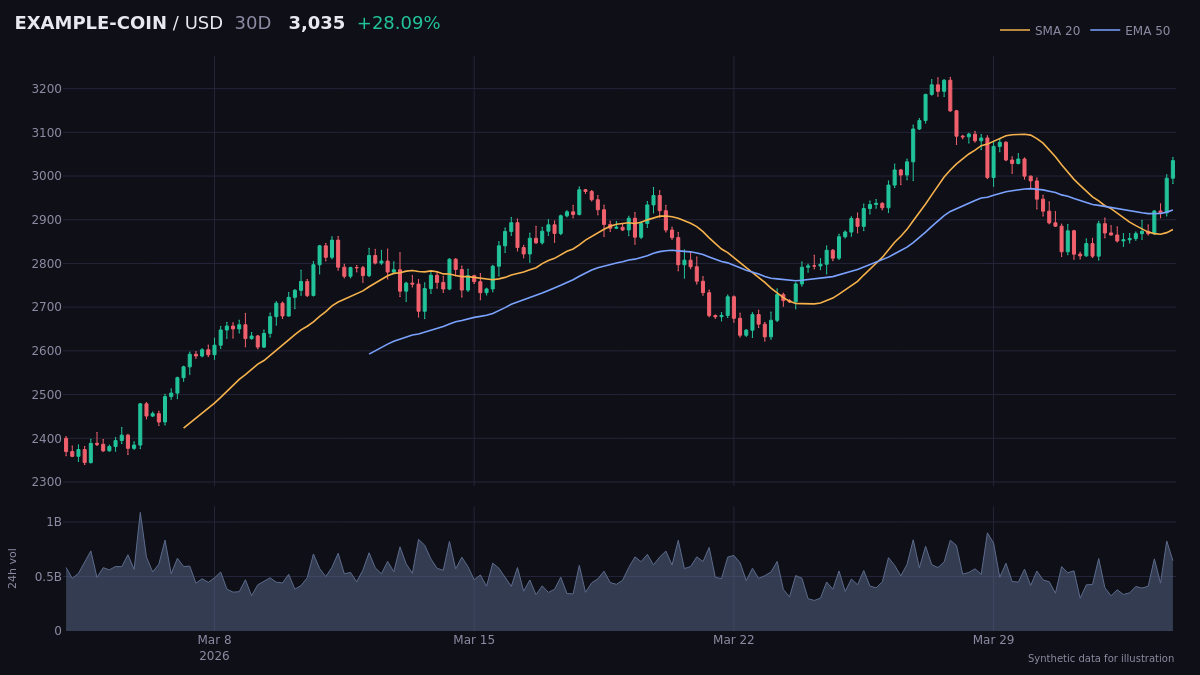 EXAMPLE-COIN / USD 30D 3,035 +28.09%
SMA 20 EMA 50
3200
3100
3000
2900
2800
2700
2600
2500
2400
2300
1B
0.5B
0
24h vol
Mar 8 Mar 15 Mar 22 Mar 29
2026
Synthetic data for illustration